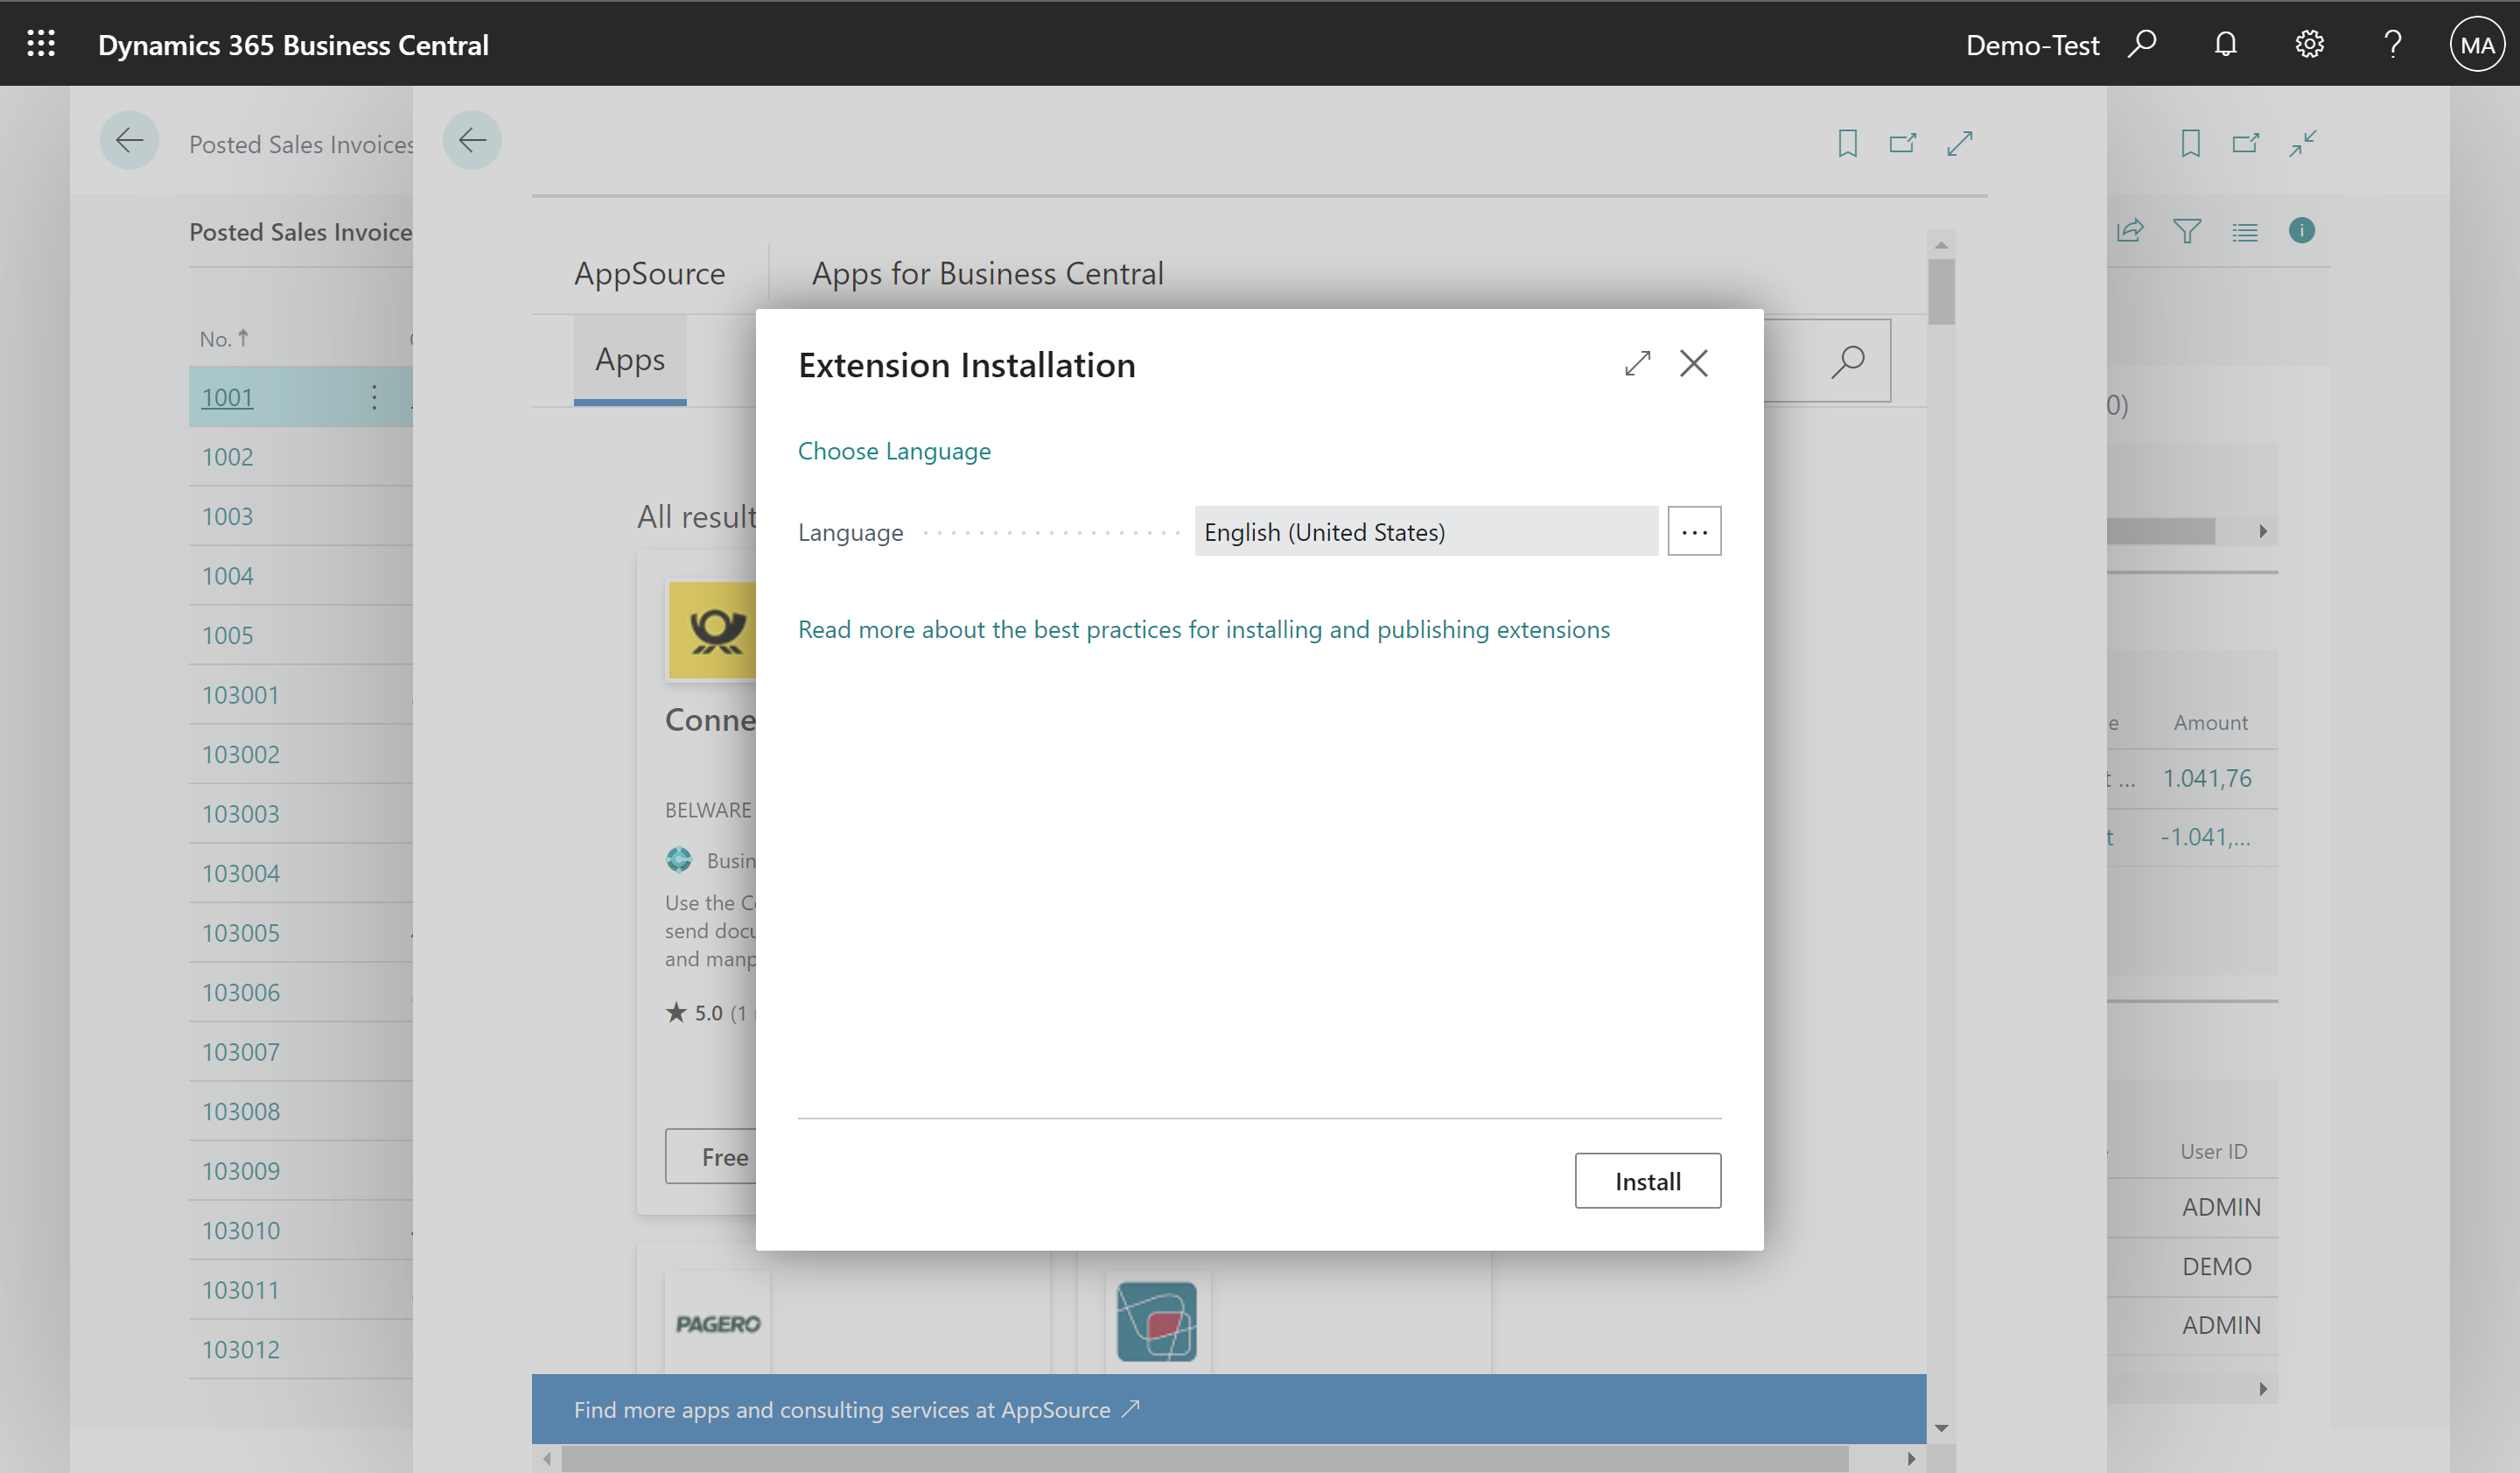 Dynamics 365 Business Central
Demo-Test
MA
Posted Sales Invoices
Posted Sales Invoice
No.
1001
1002
1003
1004
1005
103001
103002
103003
103004
103005
103006
103007
103008
103009
103010
103011
103012
AppSource
Apps for Business Central
Apps
All result
Conne
BELWARE
Busin
Use the Co
send docu
and manp
5.0 (1
Free
PAGERO
Find more apps and consulting services at AppSource
Extension Installation
Choose Language
Language
English (United States)
Read more about the best practices for installing and publishing extensions
Install
0)
e Amount
t ... 1.041,76
t -1.041,...
User ID
ADMIN
DEMO
ADMIN